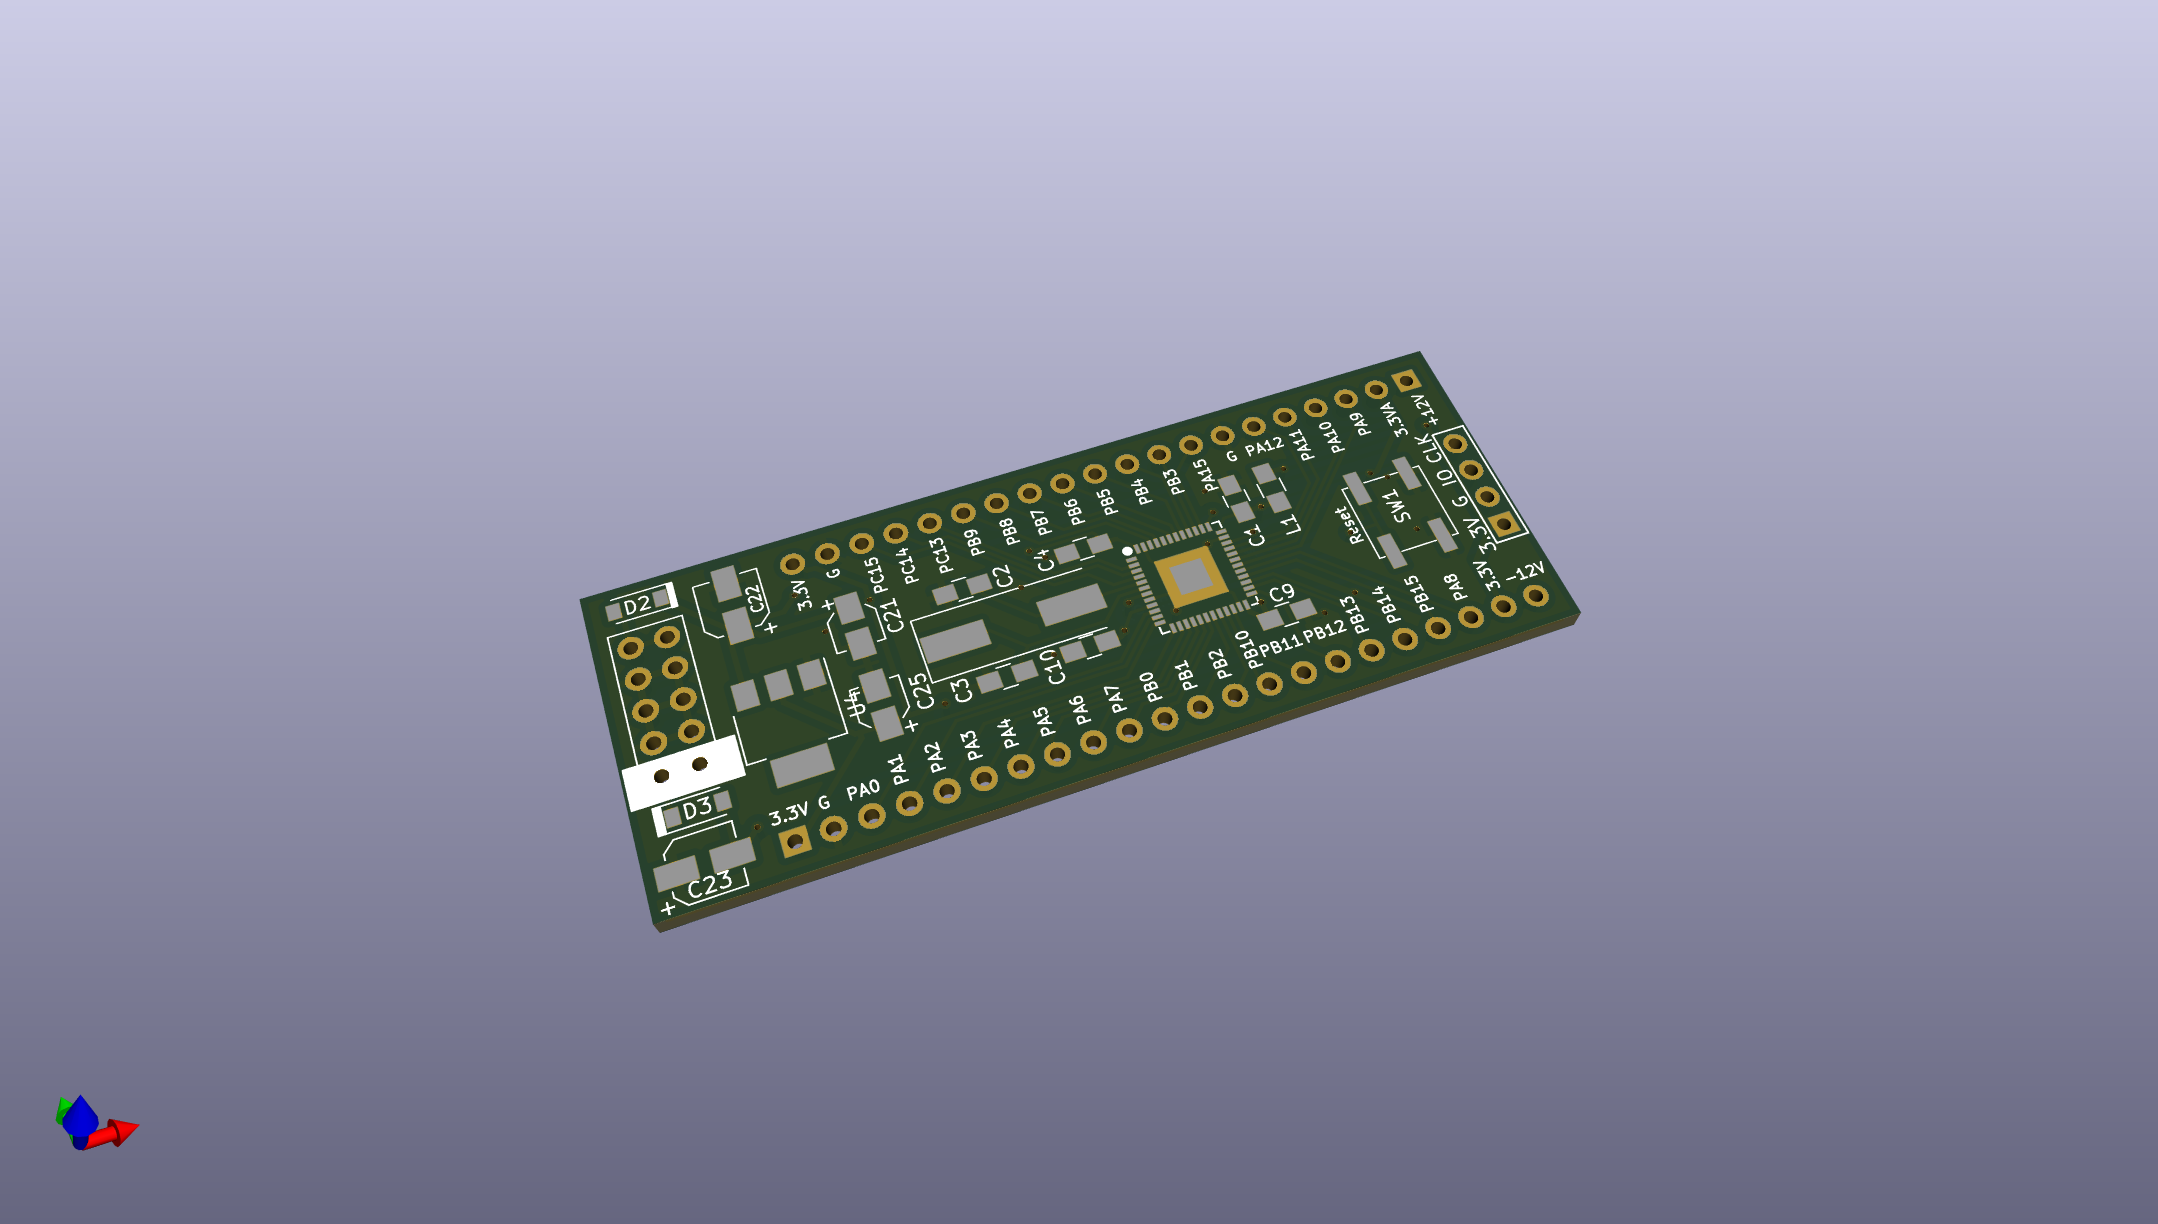 +12V
3.3VA
PA9
PA10
PA11
PA12
G
PA15
PB3
PB4
PB5
PB6
PB7
PB8
PB9
PC13
PC14
PC15
G
3.3V
CLK
IO
G
3.3V
SW1
Reset
L1
C1
C4
C2
C21
C22
D2
C9
C10
C3
C25
U4
D3
C23
+
+
+
+
3.3V
G
PA0
PA1
PA2
PA3
PA4
PA5
PA6
PA7
PB0
PB1
PB2
PB10
PB11
PB12
PB13
PB14
PB15
PA8
3.3V
-12V